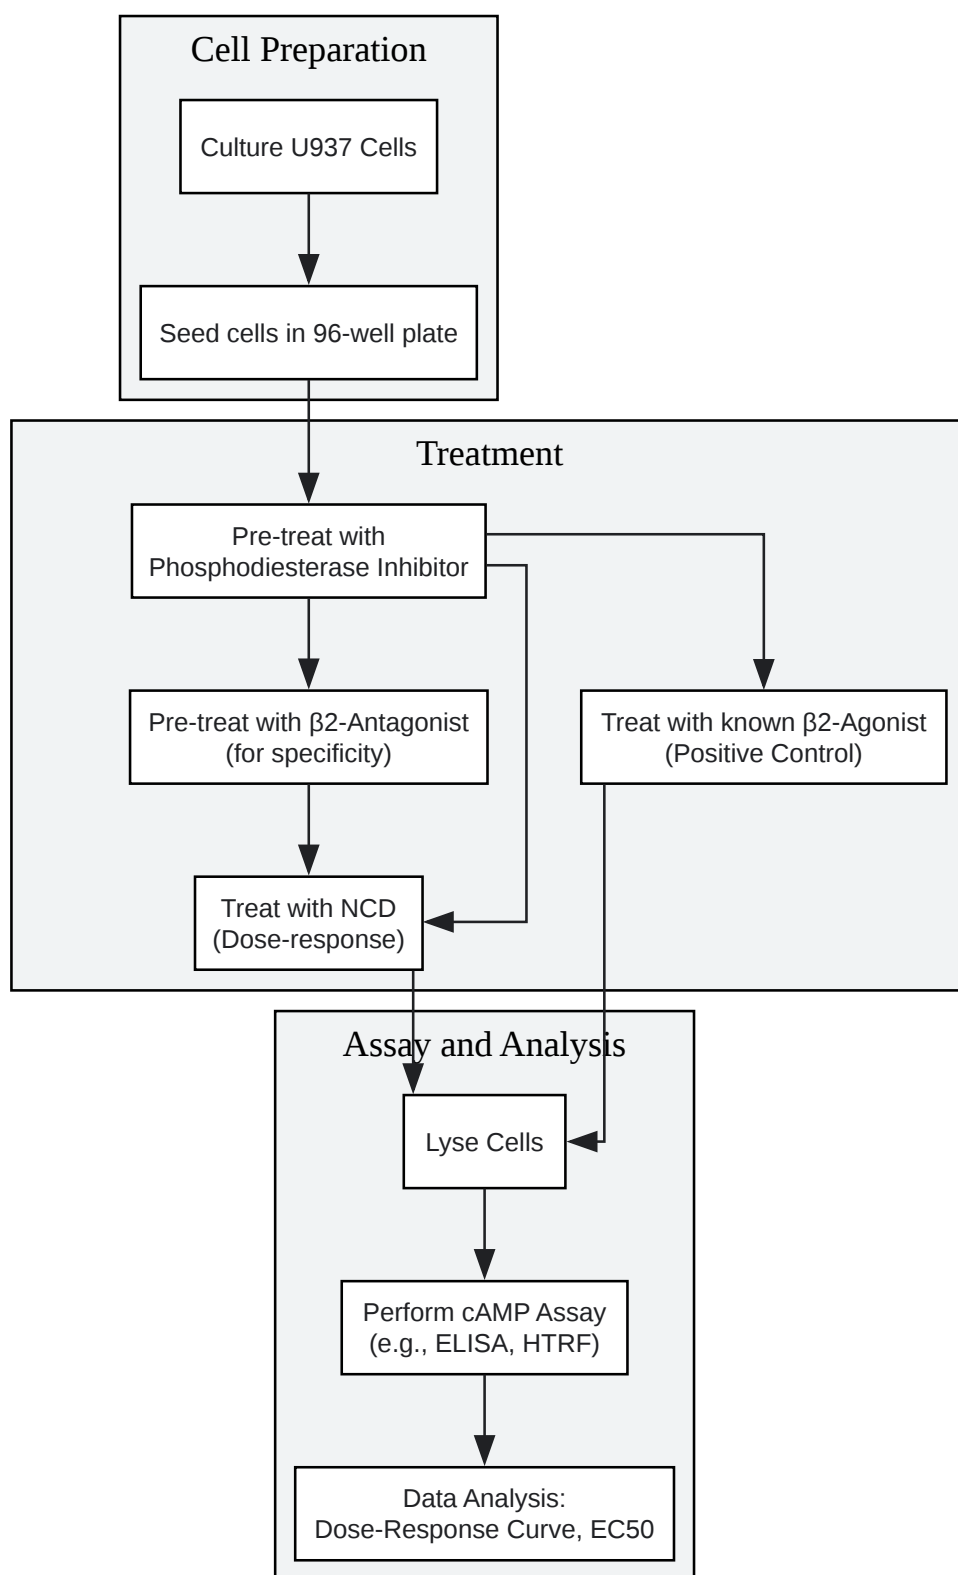 Cell Preparation
Culture U937 Cells
Seed cells in 96-well plate
Treatment
Pre-treat with
Phosphodiesterase Inhibitor
Pre-treat with β2-Antagonist
(for specificity)
Treat with known β2-Agonist
(Positive Control)
Treat with NCD
(Dose-response)
Assay and Analysis
Lyse Cells
Perform cAMP Assay
(e.g., ELISA, HTRF)
Data Analysis:
Dose-Response Curve, EC50